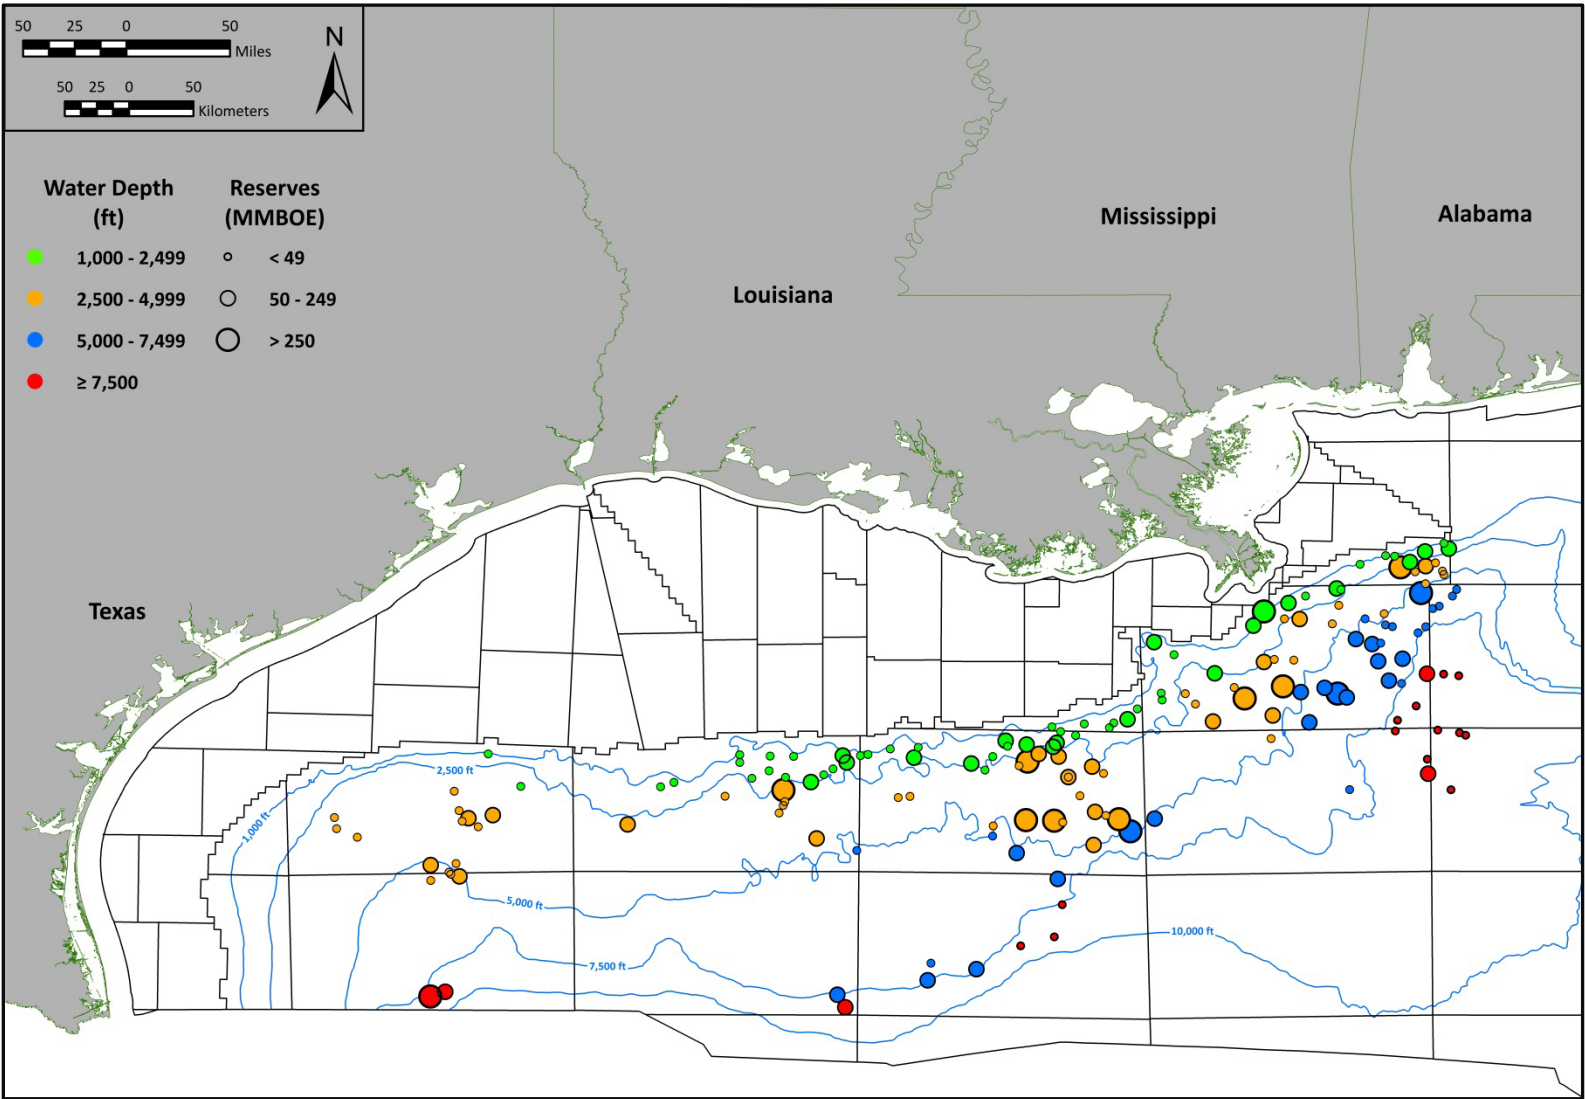 50 25 0 50
Miles
50 25 0 50
Kilometers
N
Water Depth
(ft)
1,000 - 2,499
2,500 - 4,999
5,000 - 7,499
≥ 7,500
Reserves
(MMBOE)
< 49
50 - 249
> 250
Mississippi
Alabama
Louisiana
Texas
2,500 ft
1,000 ft
5,000 ft
7,500 ft
10,000 ft